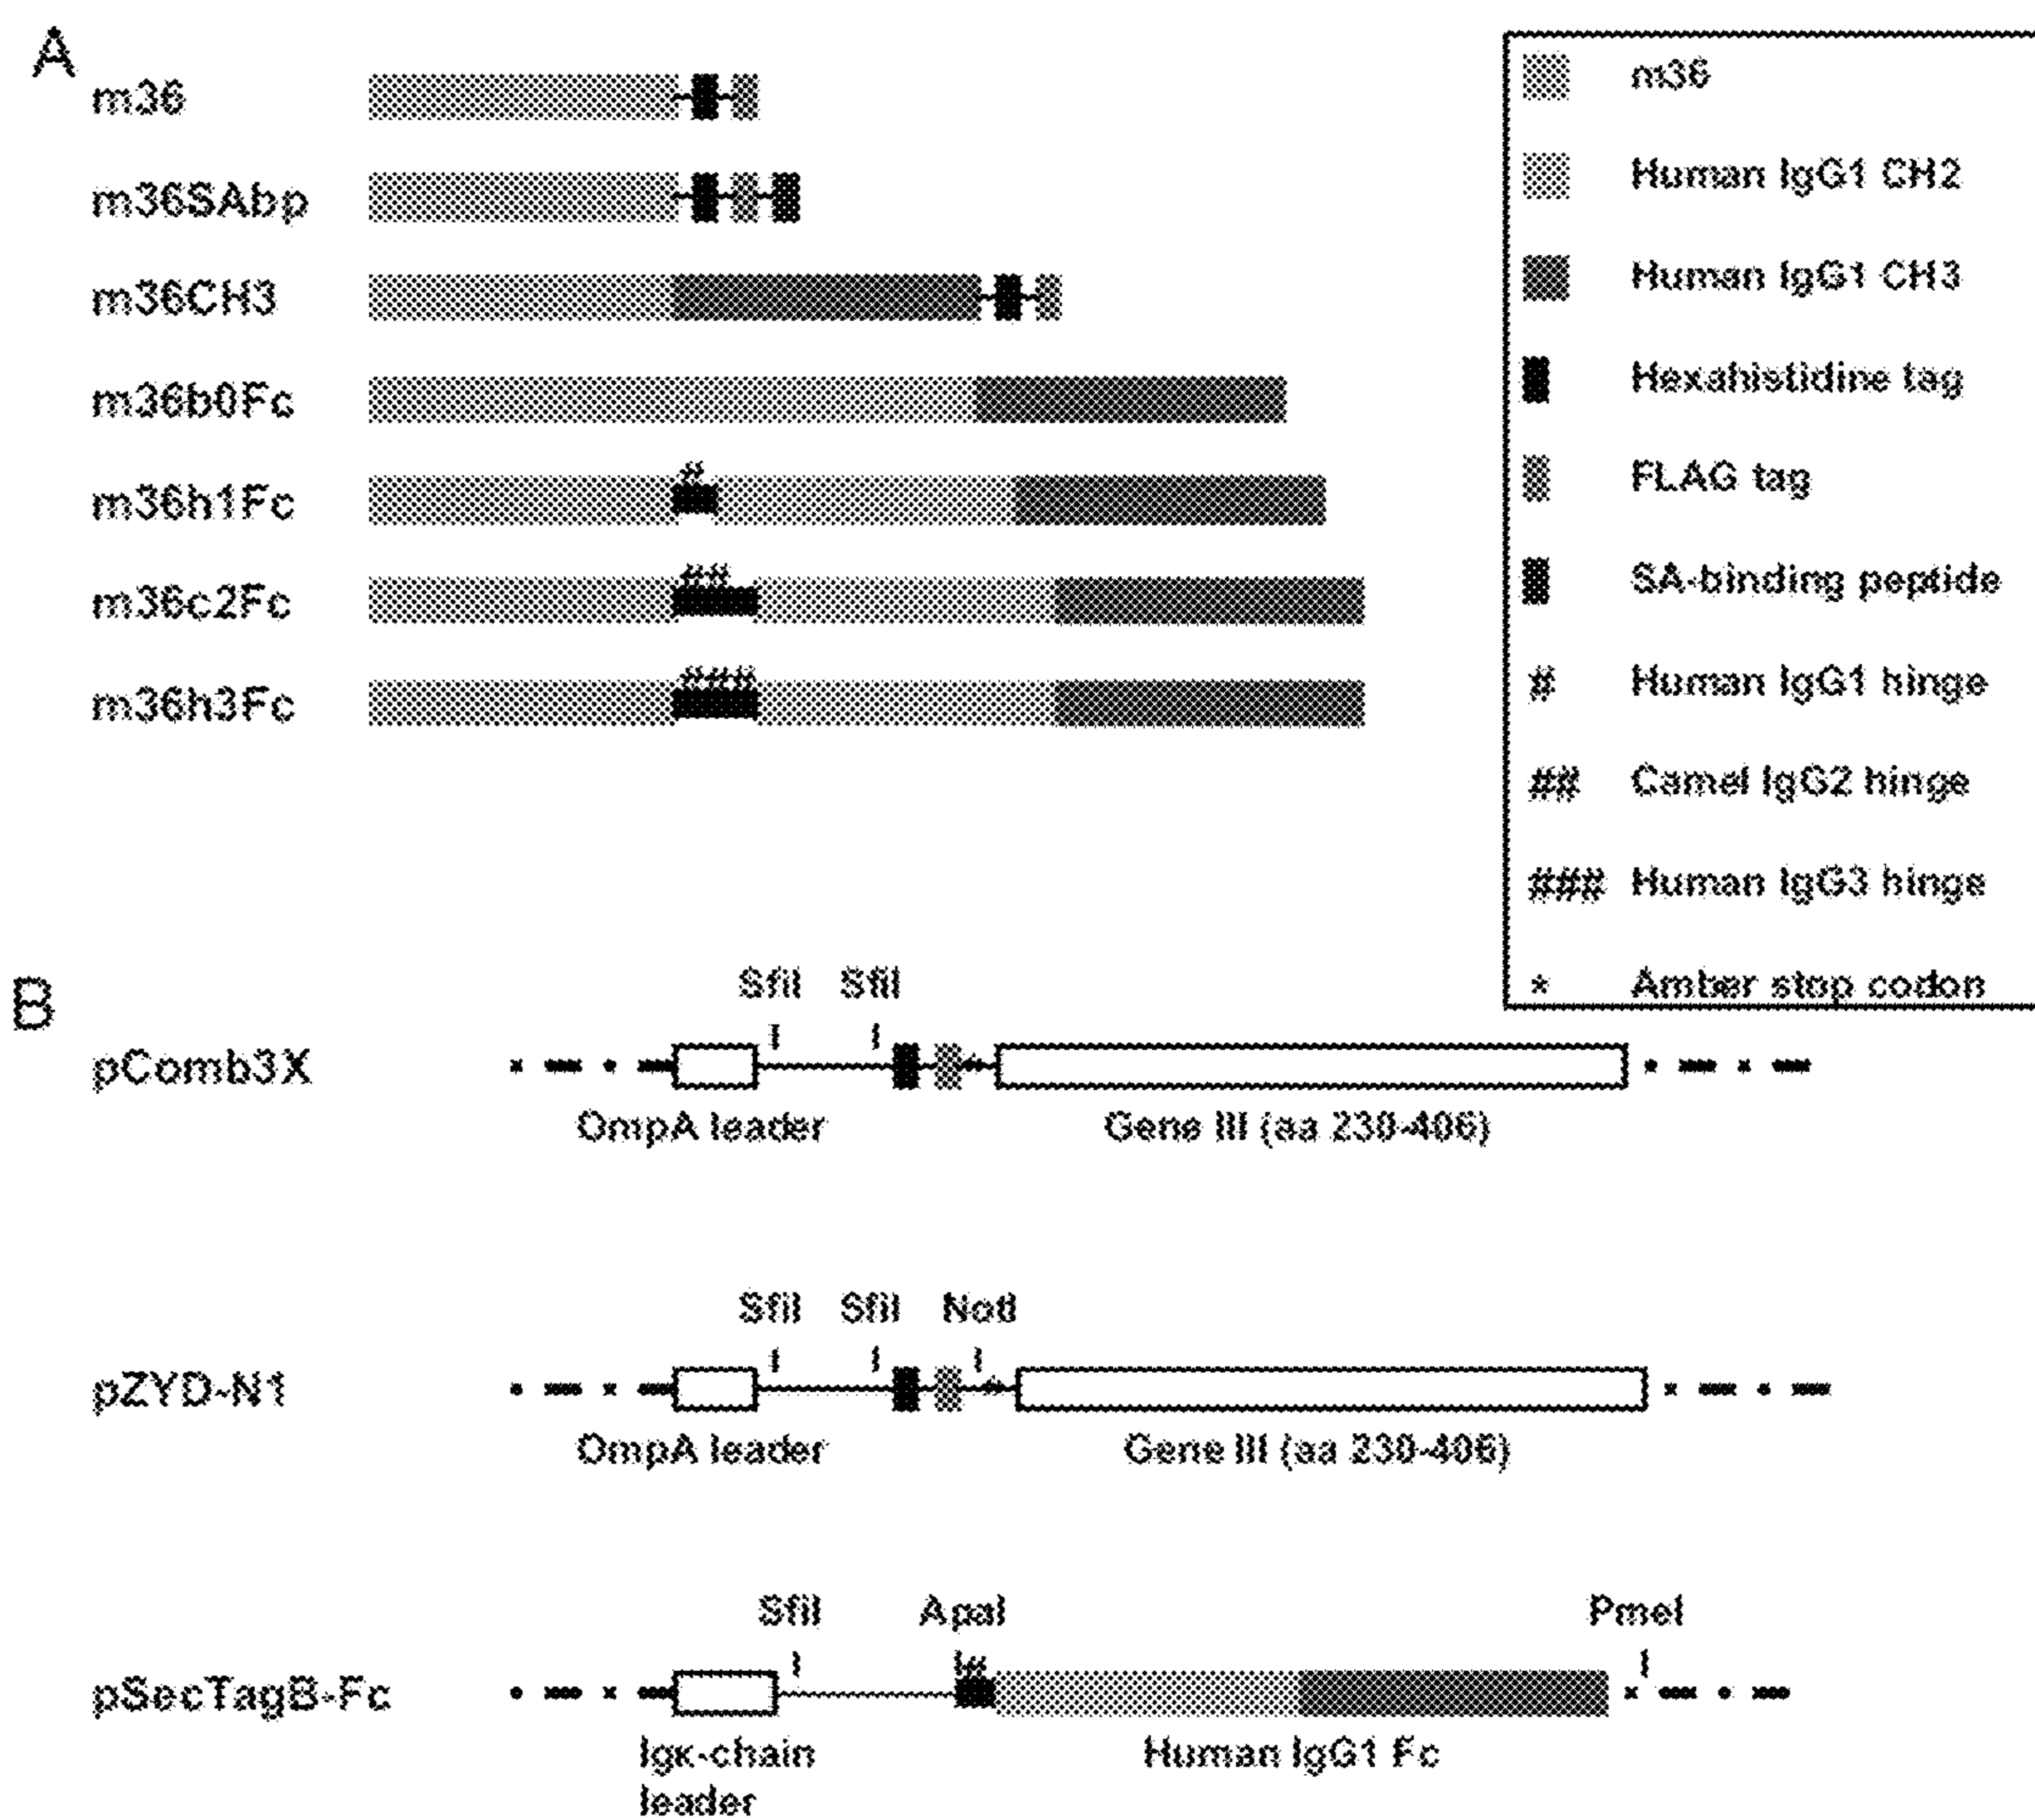 A
m36
m36SAbp
m36CH3
m36b0Fc
#
m36h1Fc
##
m36c2Fc
###
m36h3Fc
m36
Human IgG1 CH2
Human IgG1 CH3
Hexahistidine tag
FLAG tag
SA-binding peptide
# Human IgG1 hinge
## Camel IgG2 hinge
### Human IgG3 hinge
* Amber stop codon
B
SfiI SfiI
pComb3X *
OmpA leader Gene III (aa 230-406)
SfiI SfiI NotI
pZYD-N1 *
OmpA leader Gene III (aa 230-406)
SfiI ApaI PmeI
#
pSecTagB-Fc
Igκ-chain Human IgG1 Fc
leader